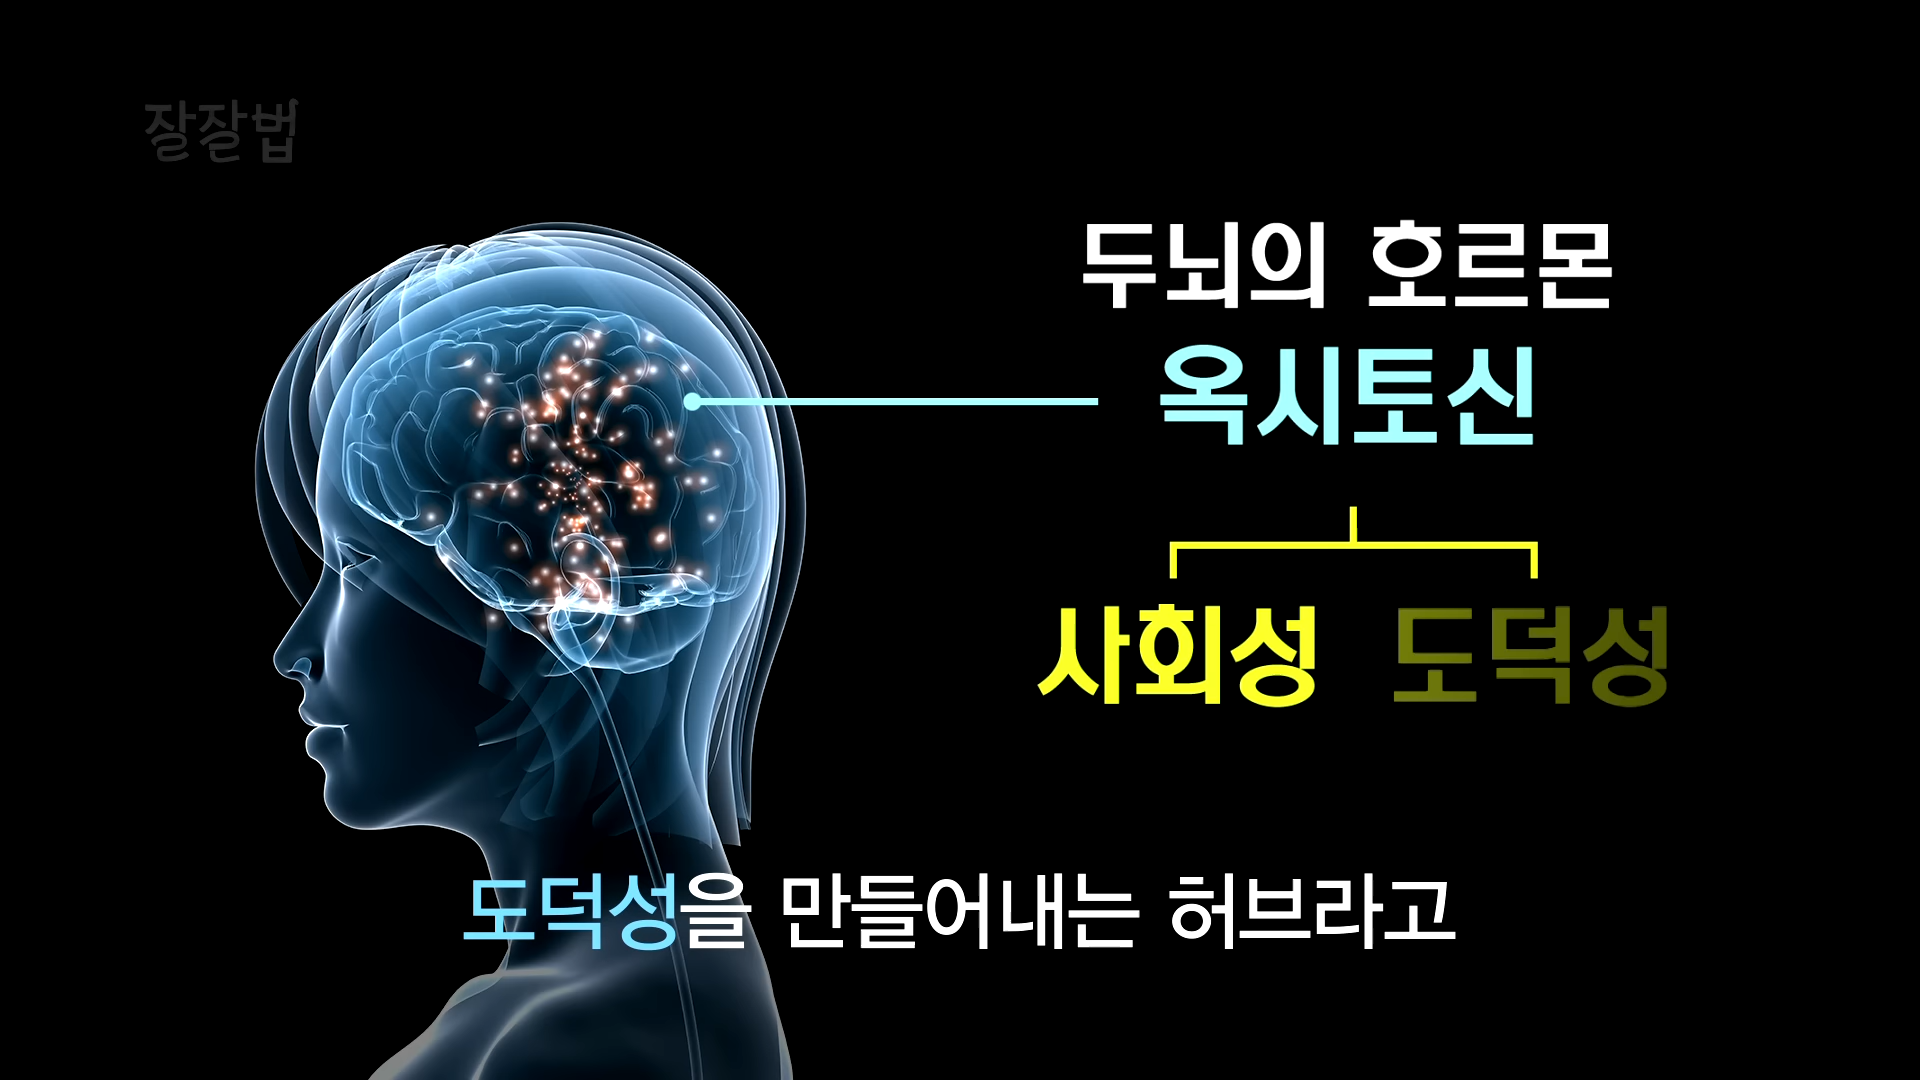 잘잘법
두뇌의 호르몬
옥시토신
사회성 도덕성
도덕성을 만들어내는 허브라고